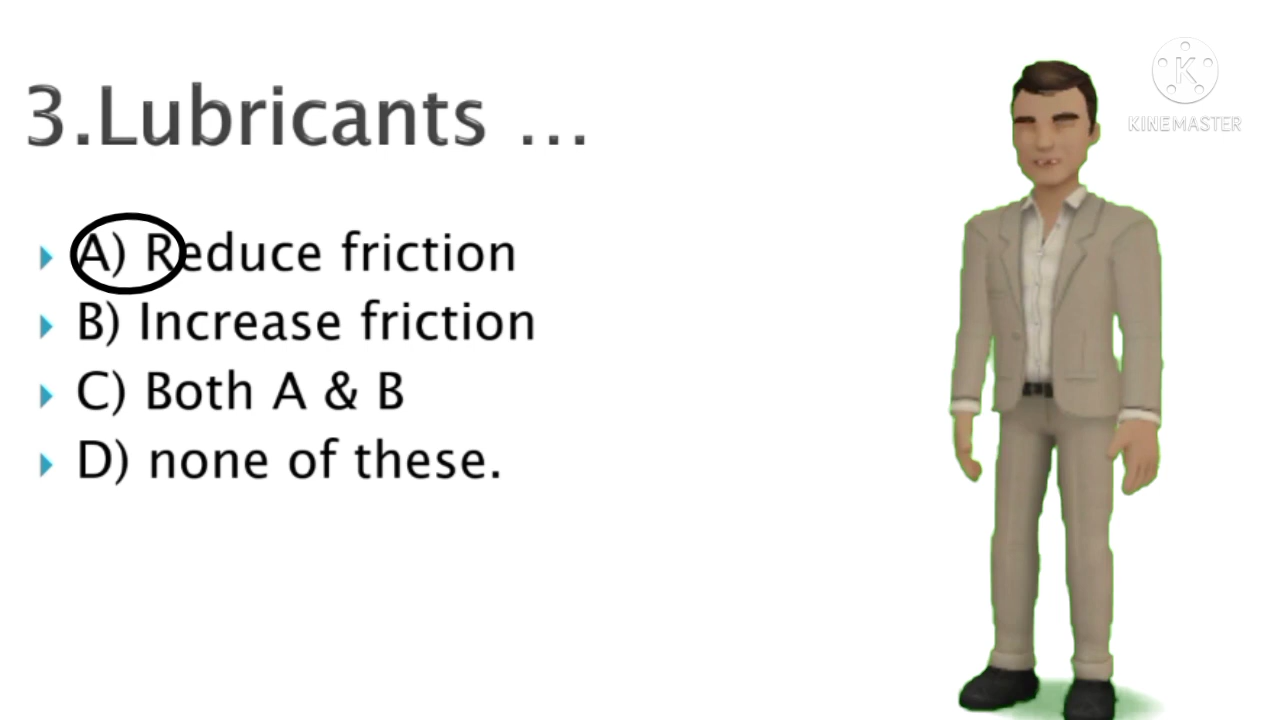 3.Lubricants ...
A) Reduce friction
B) Increase friction
C) Both A & B
D) none of these.
K
KINEMASTER